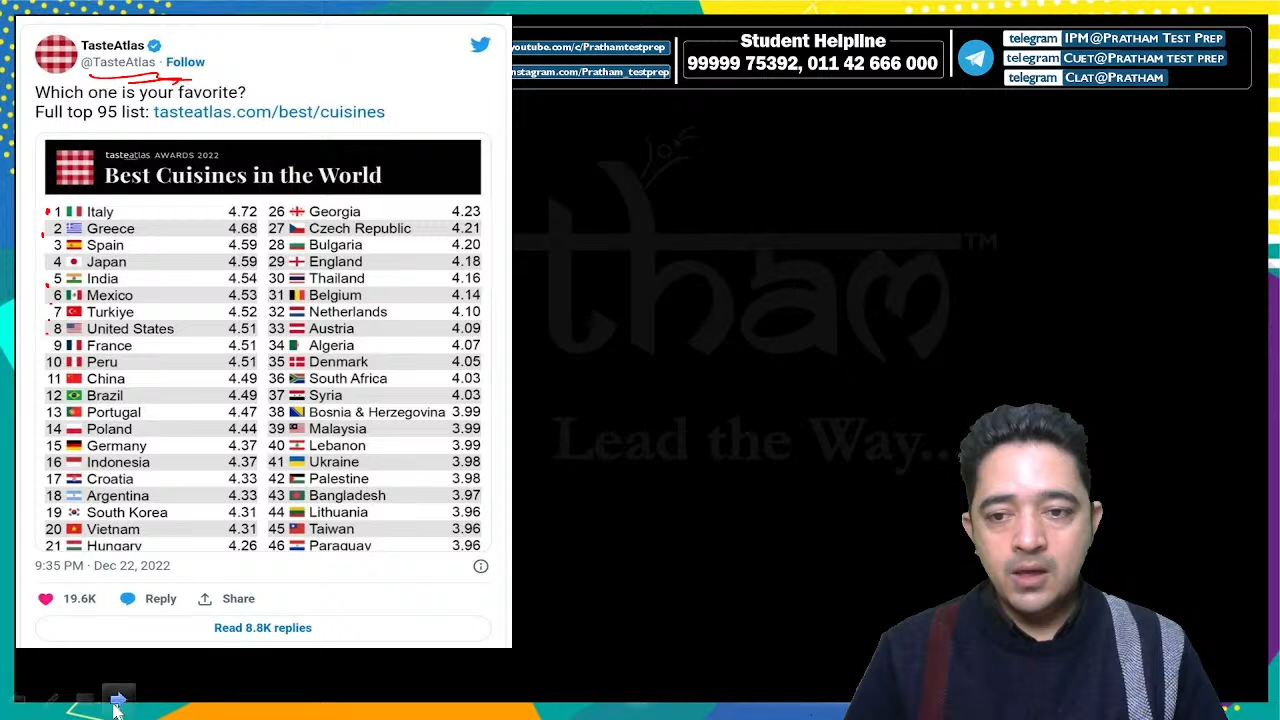 TasteAtlas
@TasteAtlas · Follow
Which one is your favorite?
Full top 95 list: tasteatlas.com/best/cuisines
tasteatlas AWARDS 2022
Best Cuisines in the World
1 Italy 4.72 26 Georgia 4.23
2 Greece 4.68 27 Czech Republic 4.21
3 Spain 4.59 28 Bulgaria 4.20
4 Japan 4.59 29 England 4.18
5 India 4.54 30 Thailand 4.16
6 Mexico 4.53 31 Belgium 4.14
7 Turkiye 4.52 32 Netherlands 4.10
8 United States 4.51 33 Austria 4.09
9 France 4.51 34 Algeria 4.07
10 Peru 4.51 35 Denmark 4.05
11 China 4.49 36 South Africa 4.03
12 Brazil 4.49 37 Syria 4.03
13 Portugal 4.47 38 Bosnia & Herzegovina 3.99
14 Poland 4.44 39 Malaysia 3.99
15 Germany 4.37 40 Lebanon 3.99
16 Indonesia 4.37 41 Ukraine 3.98
17 Croatia 4.33 42 Palestine 3.98
18 Argentina 4.33 43 Bangladesh 3.97
19 South Korea 4.31 44 Lithuania 3.96
20 Vietnam 4.31 45 Taiwan 3.96
21 Hungary 4.26 46 Paraguay 3.96
9:35 PM · Dec 22, 2022
19.6K Reply Share
Read 8.8K replies
youtube.com/c/Prathamtestprep
instagram.com/Pratham_testprep
Student Helpline
99999 75392, 011 42 666 000
telegram IPM@PRATHAM TEST PREP
telegram CUET@PRATHAM TEST PREP
telegram CLAT@PRATHAM
tham TM
Lead the Way...